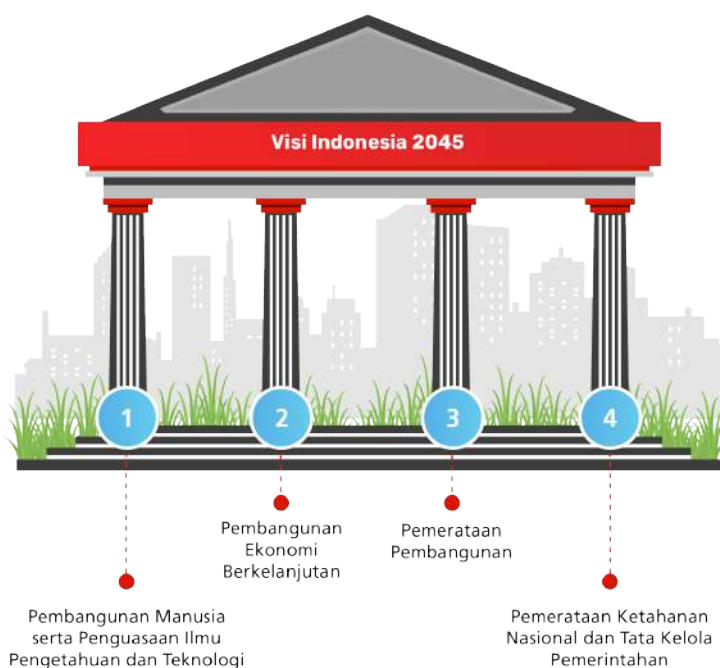 Visi Indonesia 2045
1
2
3
4
Pembangunan
Ekonomi
Berkelanjutan
Pemerataan
Pembangunan
Pembangunan Manusia
serta Penguasaan Ilmu
Pengetahuan dan Teknologi
Pemerataan Ketahanan
Nasional dan Tata Kelola
Pemerintahan